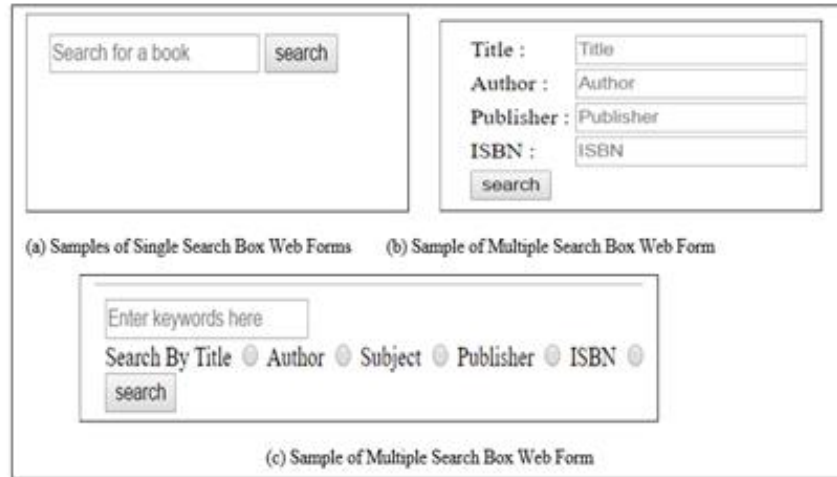 Search for a book search
Title : Title
Author : Author
Publisher : Publisher
ISBN : ISBN
search
(a) Samples of Single Search Box Web Forms
(b) Sample of Multiple Search Box Web Form
Enter keywords here
Search By Title Author Subject Publisher ISBN
search
(c) Sample of Multiple Search Box Web Form